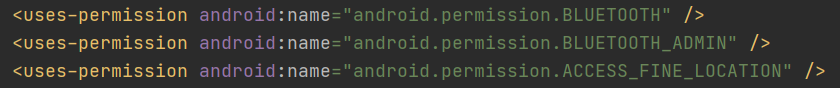 <uses-permission android:name="android.permission.BLUETOOTH" />
<uses-permission android:name="android.permission.BLUETOOTH_ADMIN" />
<uses-permission android:name="android.permission.ACCESS_FINE_LOCATION" />